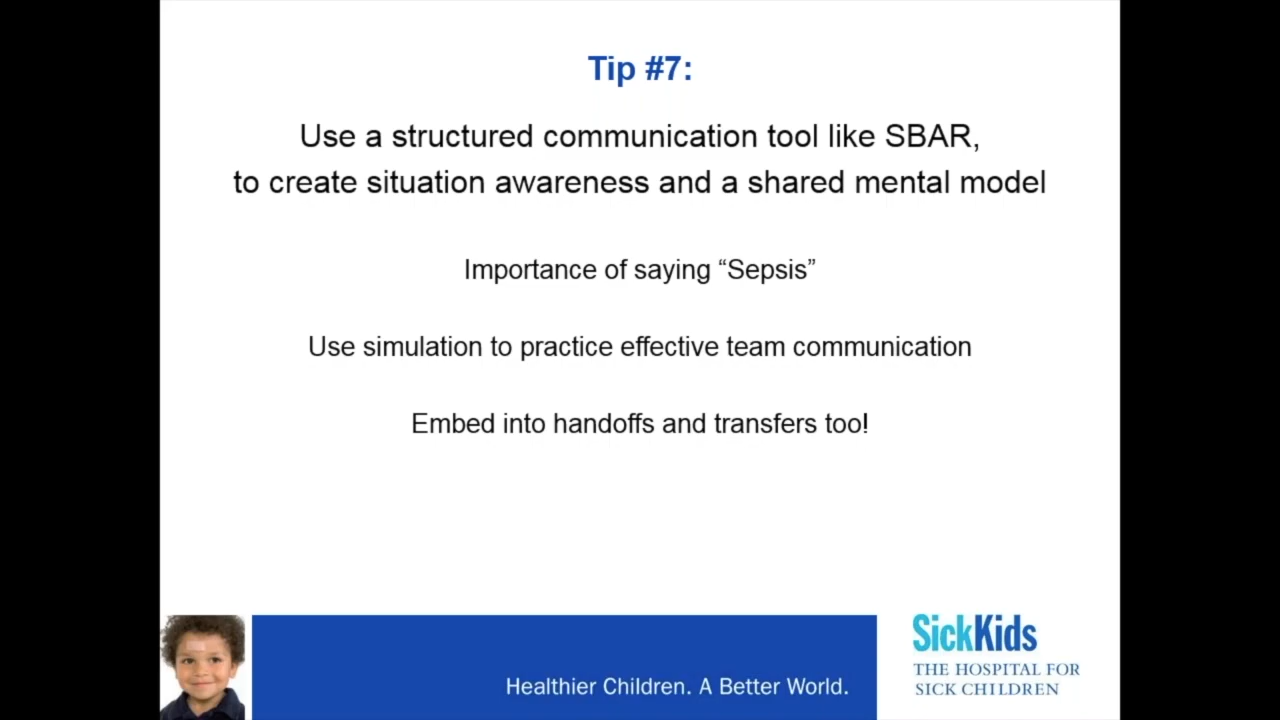 Tip #7:
Use a structured communication tool like SBAR,
to create situation awareness and a shared mental model
Importance of saying “Sepsis”
Use simulation to practice effective team communication
Embed into handoffs and transfers too!
Healthier Children. A Better World.
SickKids
THE HOSPITAL FOR
SICK CHILDREN